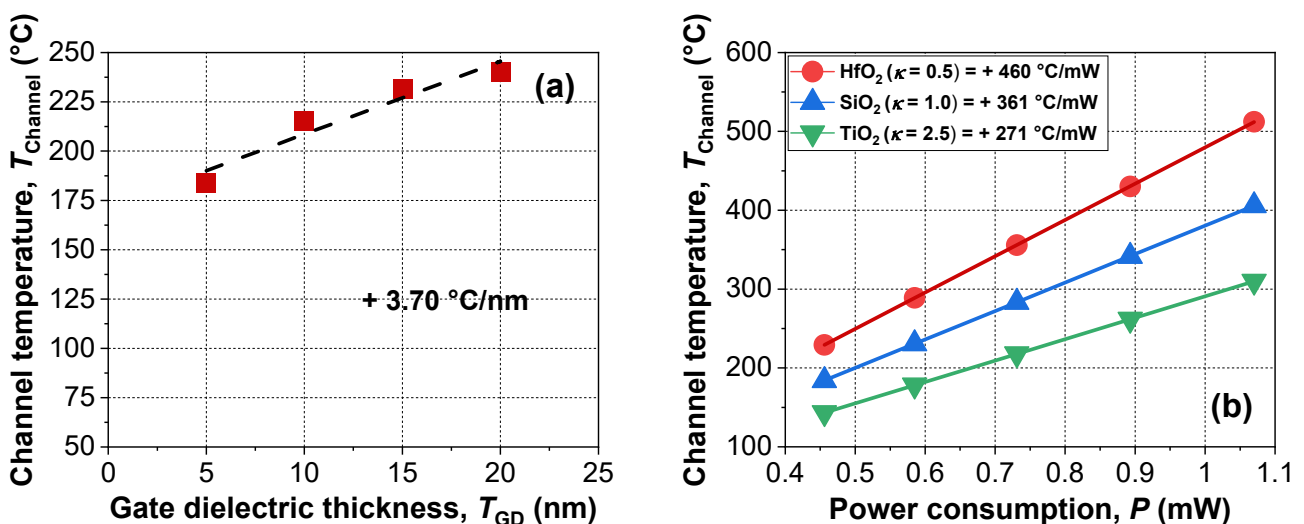 Channel temperature, T_Channel (°C)
250
225
200
175
150
125
100
75
50
(a)
+ 3.70 °C/nm
0
5
10
15
20
25
Gate dielectric thickness, T_GD (nm)
Channel temperature, T_Channel (°C)
600
500
400
300
200
100
HfO₂ (κ = 0.5) = + 460 °C/mW
SiO₂ (κ = 1.0) = + 361 °C/mW
TiO₂ (κ = 2.5) = + 271 °C/mW
(b)
0.4
0.5
0.6
0.7
0.8
0.9
1
1.1
Power consumption, P (mW)